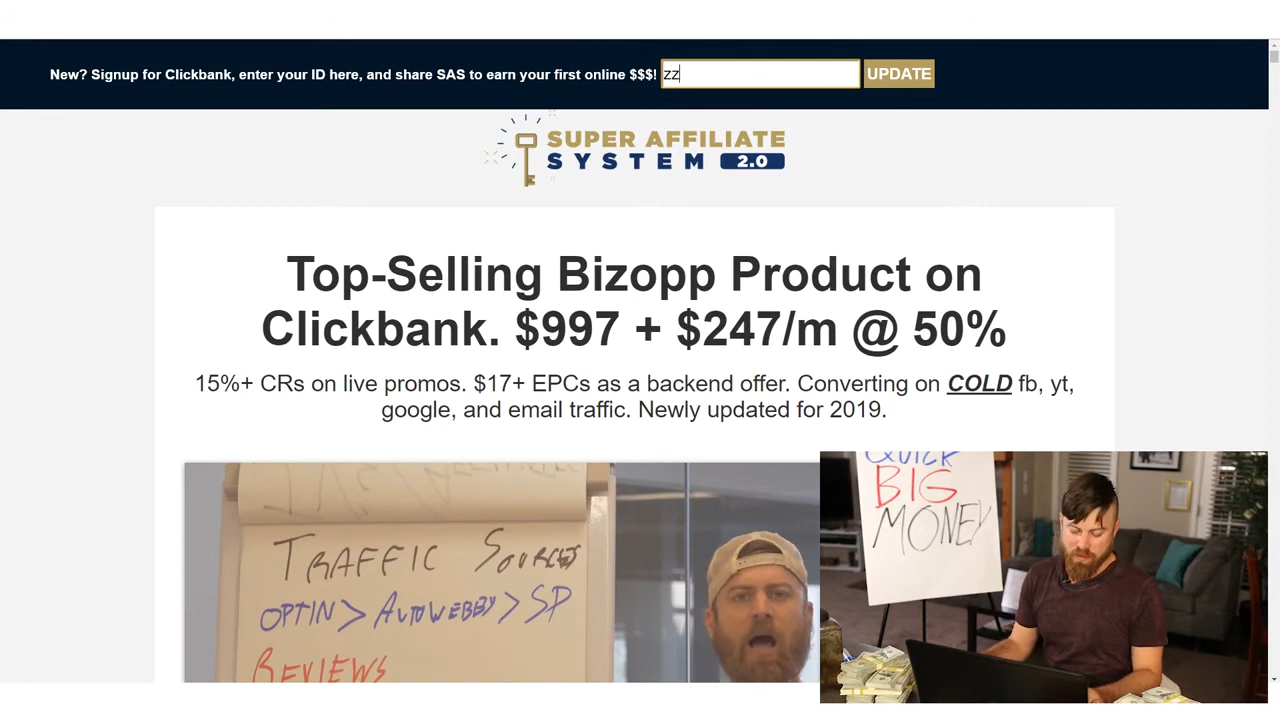 New? Signup for Clickbank, enter your ID here, and share SAS to earn your first online $$$! zz UPDATE
SUPER AFFILIATE
SYSTEM 2.0
Top-Selling Bizopp Product on
Clickbank. $997 + $247/m @ 50%
15%+ CRs on live promos. $17+ EPCs as a backend offer. Converting on COLD fb, yt,
google, and email traffic. Newly updated for 2019.
TRAFFIC SOURCES
OPTIN > AUTOWEBBY > SP
REVIEWS
QUICK
BIG
MONEY